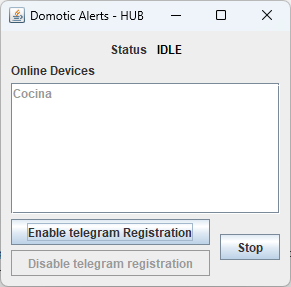 Domotic Alerts - HUB
Status IDLE
Online Devices
Cocina
Enable telegram Registration
Stop
Disable telegram registration